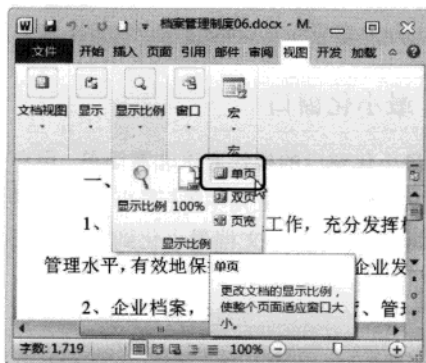 档案管理制度06.docx - M.
文件 开始 插入 页面 引用 邮件 审阅 视图 开发 加载
文档视图 显示 显示比例 窗口 宏
宏
显示比例 100% 单页
双页
页宽
显示比例
一、
1、 工作，充分发挥
管理水平，有效地保 企业发
单页
更改文档的显示比例，
使整个页面适应窗口大
小。
2、企业档案， 、管
字数: 1,719 100%